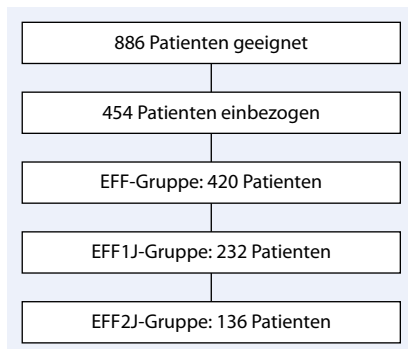 886 Patienten geeignet
454 Patienten einbezogen
EFF-Gruppe: 420 Patienten
EFF1J-Gruppe: 232 Patienten
EFF2J-Gruppe: 136 Patienten